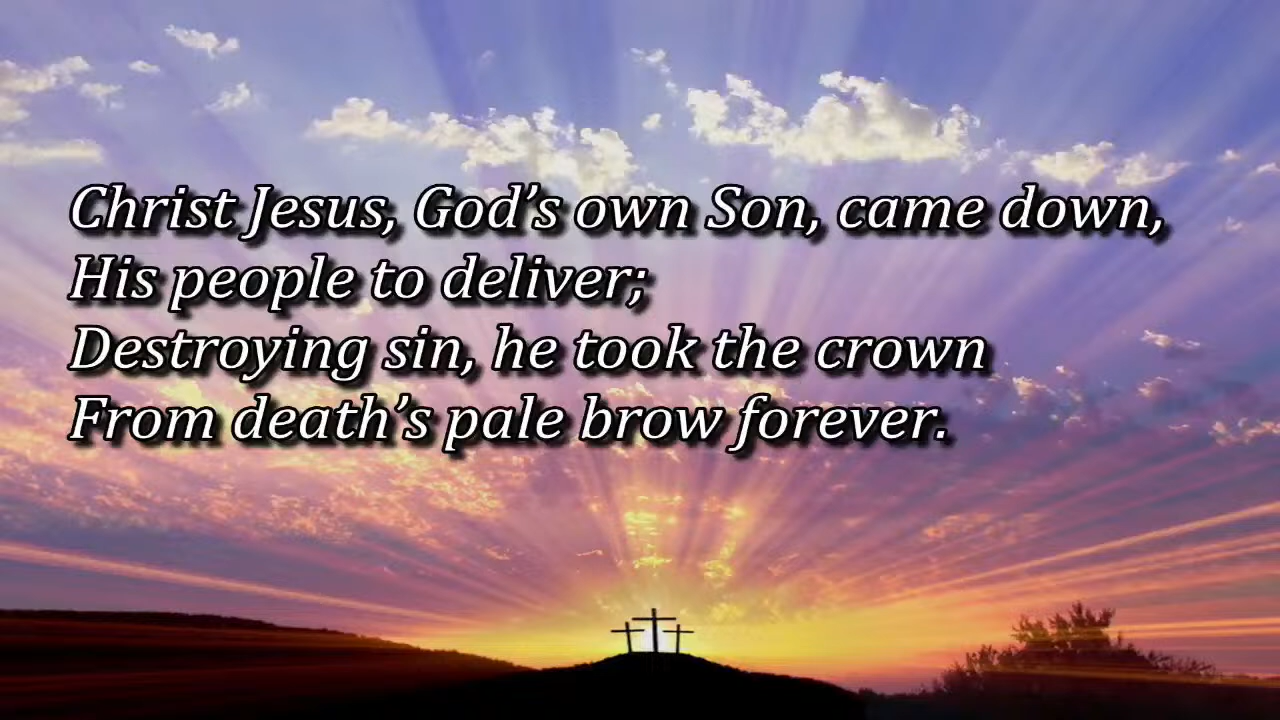 Christ Jesus, God’s own Son, came down,
His people to deliver;
Destroying sin, he took the crown
From death’s pale brow forever.